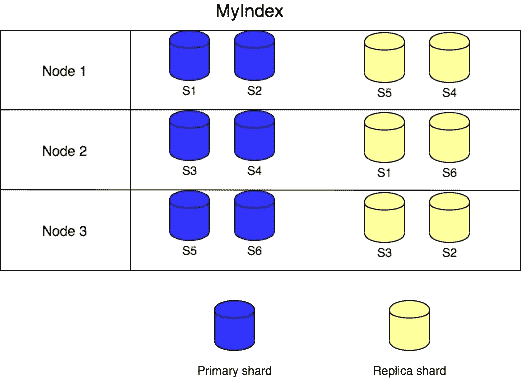 MyIndex
Node 1
S1
S2
S5
S4
Node 2
S3
S4
S1
S6
Node 3
S5
S6
S3
S2
Primary shard
Replica shard